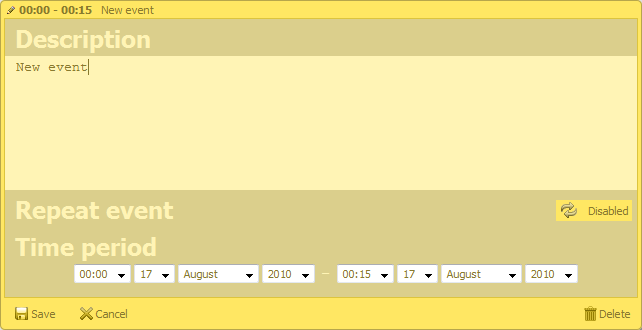 00:00 - 00:15 New event
Description
New event
Repeat event Disabled
Time period
00:00 17 August 2010 – 00:15 17 August 2010
Save Cancel Delete